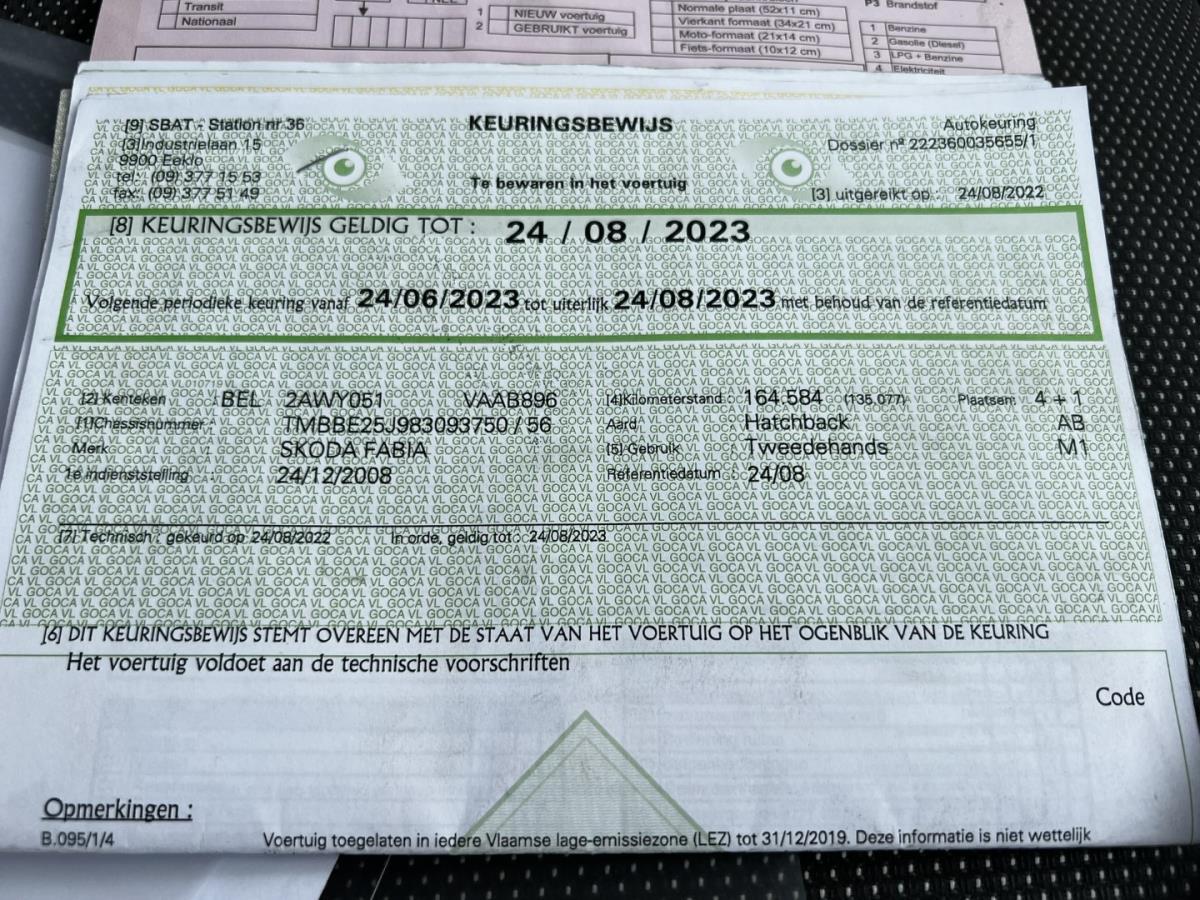 Transit
Nationaal
1 NIEUW voertuig
2 GEBRUIKT voertuig
Normale plaat (52x11 cm)
Vierkant formaat (34x21 cm)
Moto-formaat (21x14 cm)
Fiets-formaat (10x12 cm)
P3 Brandstof
1 Benzine
2 Gasolie (Diesel)
3 LPG + Benzine
4 Elektriciteit
[9] SBAT - Station nr 36
[3]Industrielaan 15
9900 Eeklo
tel: (09) 377 15 53
fax: (09) 377 51 49
KEURINGSBEWIJS
Te bewaren in het voertuig
Autokeuring
Dossier nº 222360035655/1
[3] uitgereikt op.. 24/08/2022
[8] KEURINGSBEWIJS GELDIG TOT : 24 / 08 / 2023
Volgende periodieke keuring vanaf 24/06/2023 tot uiterlijk 24/08/2023 met behoud van de referentiedatum
[2] Kenteken : BEL 2AWY051 VAAB896
[1]Chassisnummer : TMBBE25J983093750 / 56
Merk : SKODA FABIA
1e indienststelling : 24/12/2008
[4]Kilometerstand : 164.584 (135.077) Plaatsen: 4 + 1
Aard : Hatchback AB
[5] Gebruik : Tweedehands M1
Referentiedatum : 24/08
[7] Technisch : gekeurd op 24/08/2022 In orde, geldig tot : 24/08/2023
[6] DIT KEURINGSBEWIJS STEMT OVEREEN MET DE STAAT VAN HET VOERTUIG OP HET OGENBLIK VAN DE KEURING
Het voertuig voldoet aan de technische voorschriften
Code
Opmerkingen :
B.095/1/4
Voertuig toegelaten in iedere Vlaamse lage-emissiezone (LEZ) tot 31/12/2019. Deze informatie is niet wettelijk